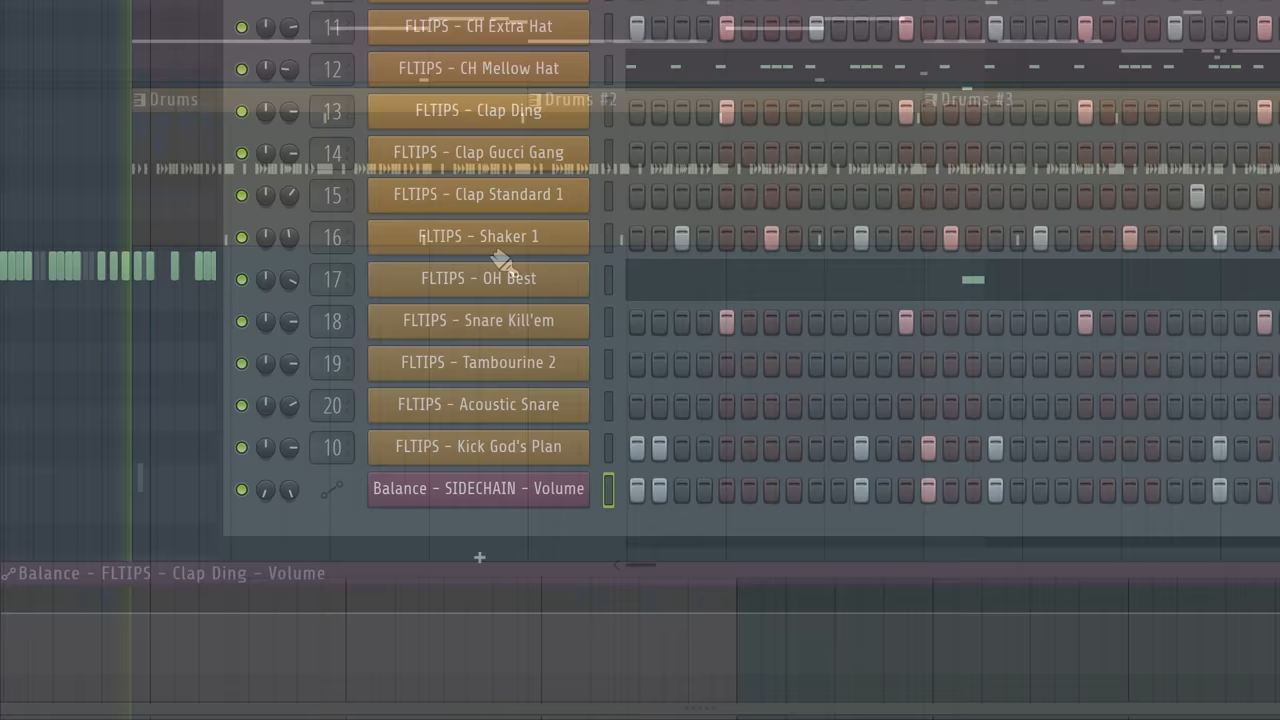 11 FLTIPS - CH Extra Hat
12 FLTIPS - CH Mellow Hat
Drums Drums #2 Drums #3
13 FLTIPS - Clap Ding
14 FLTIPS - Clap Gucci Gang
15 FLTIPS - Clap Standard 1
16 FLTIPS - Shaker 1
17 FLTIPS - OH Best
18 FLTIPS - Snare Kill'em
19 FLTIPS - Tambourine 2
20 FLTIPS - Acoustic Snare
10 FLTIPS - Kick God's Plan
Balance - SIDECHAIN - Volume
Balance - FLTIPS - Clap Ding - Volume